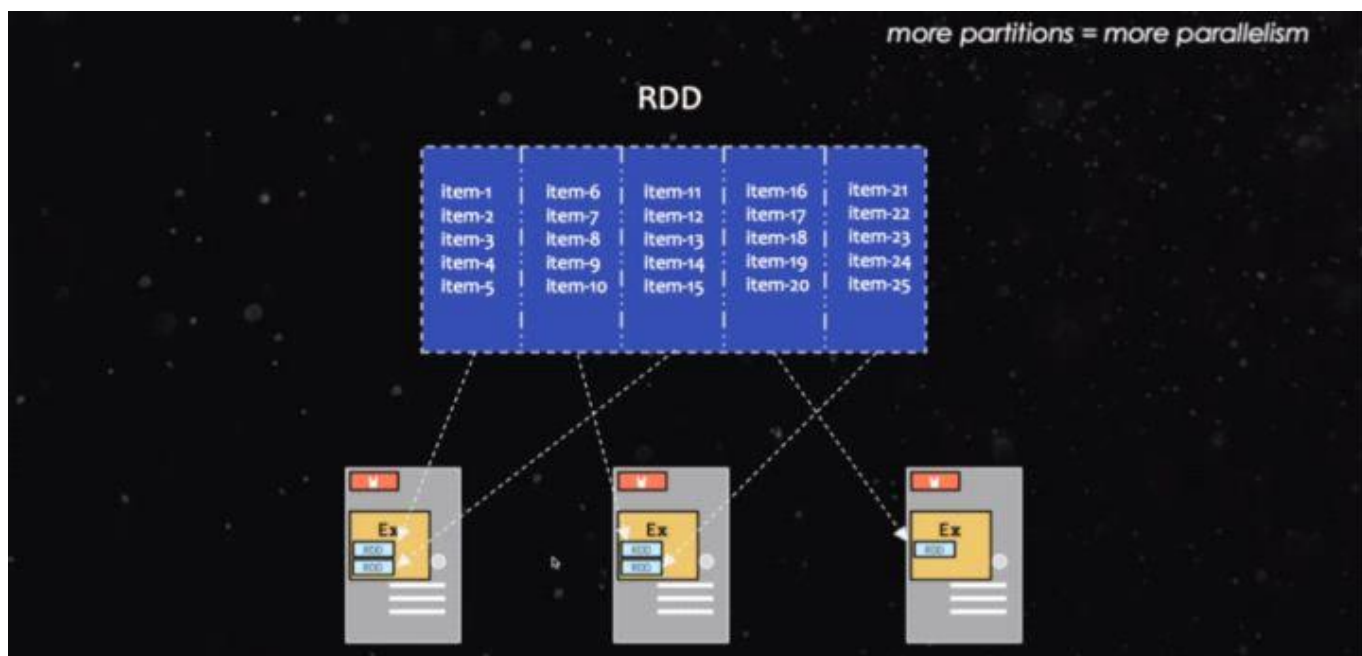 more partitions = more parallelism
RDD
item-1
item-2
item-3
item-4
item-5
item-6
item-7
item-8
item-9
item-10
item-11
item-12
item-13
item-14
item-15
item-16
item-17
item-18
item-19
item-20
item-21
item-22
item-23
item-24
item-25
W
Ex
RDD
RDD
W
Ex
RDD
RDD
W
Ex
RDD